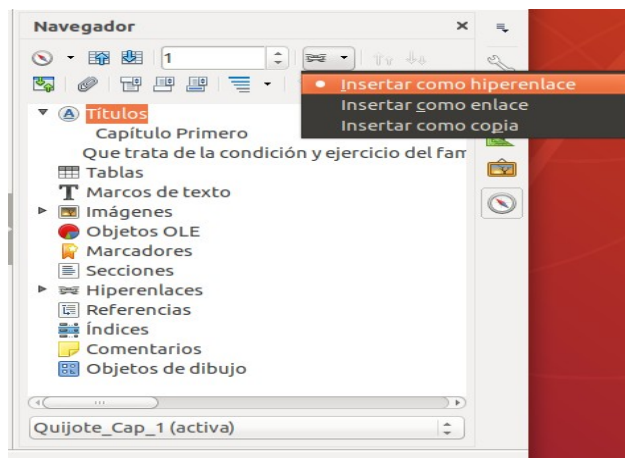 Navegador
1
Insertar como hiperenlace
Insertar como enlace
Insertar como copia
Títulos
Capítulo Primero
Que trata de la condición y ejercicio del fam
Tablas
Marcos de texto
Imágenes
Objetos OLE
Marcadores
Secciones
Hiperenlaces
Referencias
Índices
Comentarios
Objetos de dibujo
Quijote_Cap_1 (activa)